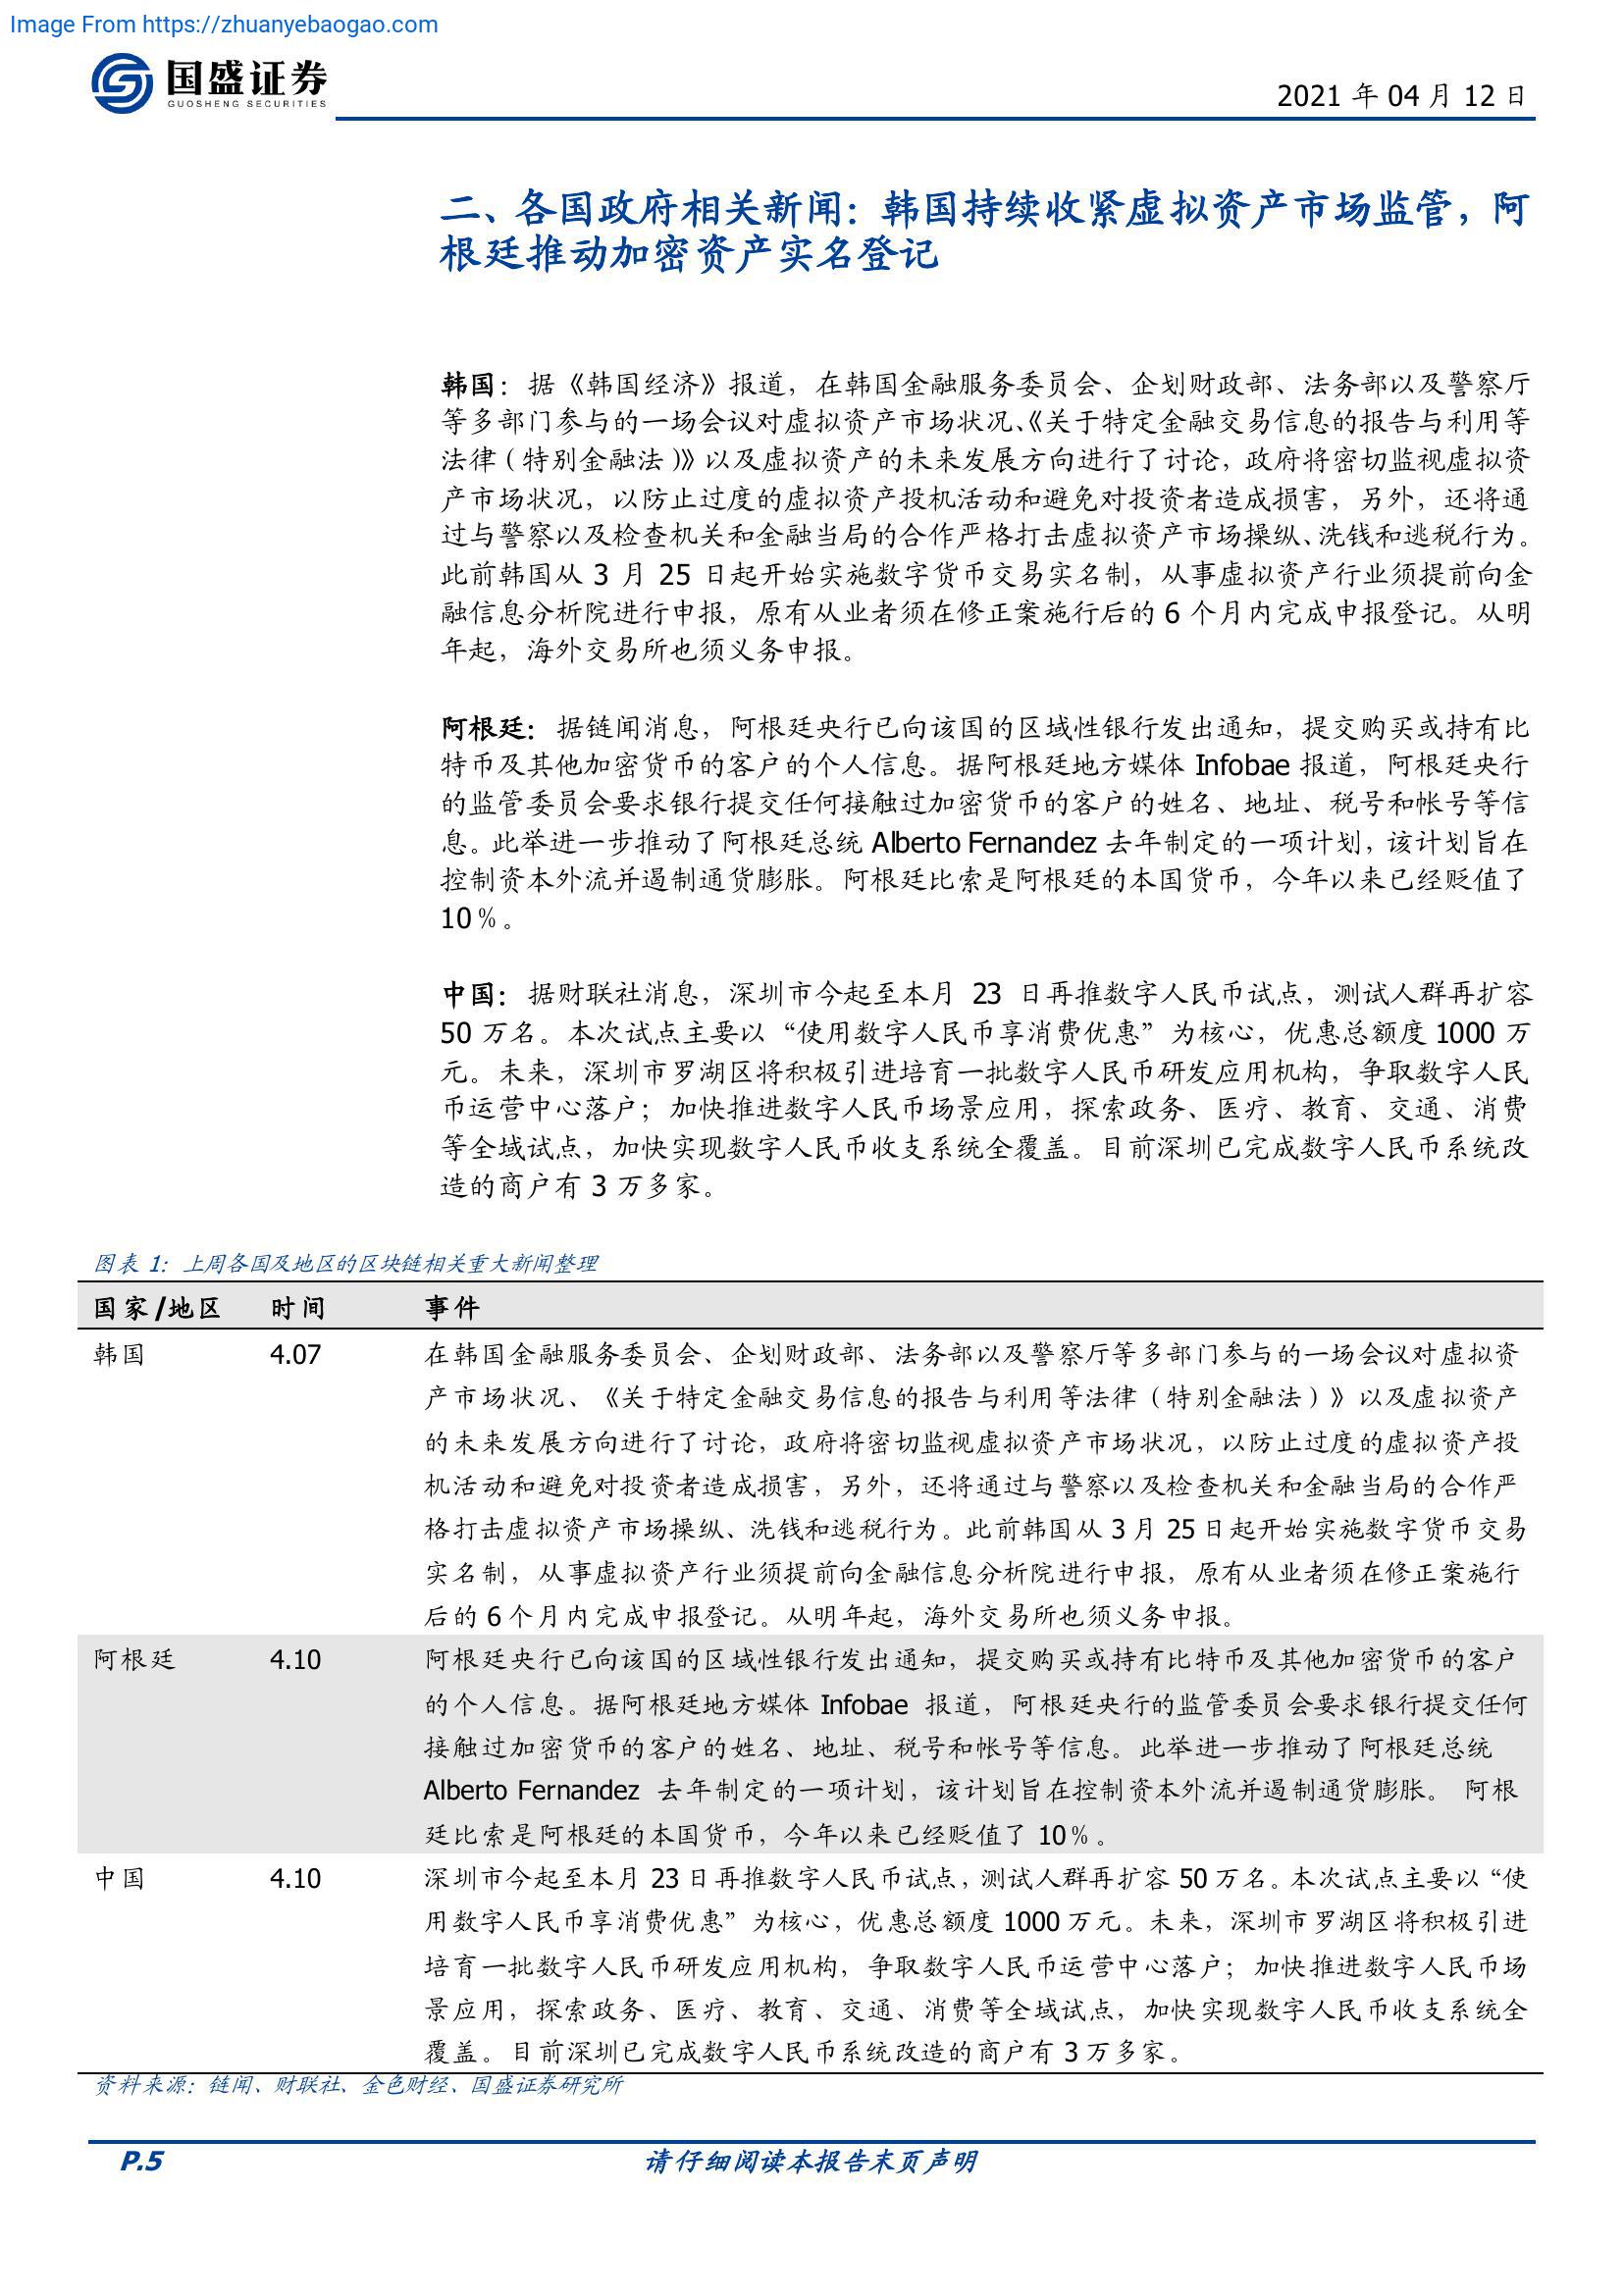 Image From https://zhuanyebaogao.com
国盛证券
GUOSHENG SECURITIES
2021 年 04 月 12 日
二、各国政府相关新闻：韩国持续收紧虚拟资产市场监管，阿
根廷推动加密资产实名登记
韩国：据《韩国经济》报道，在韩国金融服务委员会、企划财政部、法务部以及警察厅
等多部门参与的一场会议对虚拟资产市场状况、《关于特定金融交易信息的报告与利用等
法律（特别金融法）》以及虚拟资产的未来发展方向进行了讨论，政府将密切监视虚拟资
产市场状况，以防止过度的虚拟资产投机活动和避免对投资者造成损害，另外，还将通
过与警察以及检查机关和金融当局的合作严格打击虚拟资产市场操纵、洗钱和逃税行为。
此前韩国从 3 月 25 日起开始实施数字货币交易实名制，从事虚拟资产行业须提前向金
融信息分析院进行申报，原有从业者须在修正案施行后的 6 个月内完成申报登记。从明
年起，海外交易所也须义务申报。
阿根廷：据链闻消息，阿根廷央行已向该国的区域性银行发出通知，提交购买或持有比
特币及其他加密货币的客户的个人信息。据阿根廷地方媒体 Infobae 报道，阿根廷央行
的监管委员会要求银行提交任何接触过加密货币的客户的姓名、地址、税号和帐号等信
息。此举进一步推动了阿根廷总统 Alberto Fernandez 去年制定的一项计划，该计划旨在
控制资本外流并遏制通货膨胀。阿根廷比索是阿根廷的本国货币，今年以来已经贬值了
10％。
中国：据财联社消息，深圳市今起至本月 23 日再推数字人民币试点，测试人群再扩容
50 万名。本次试点主要以“使用数字人民币享消费优惠”为核心，优惠总额度 1000 万
元。未来，深圳市罗湖区将积极引进培育一批数字人民币研发应用机构，争取数字人民
币运营中心落户；加快推进数字人民币场景应用，探索政务、医疗、教育、交通、消费
等全域试点，加快实现数字人民币收支系统全覆盖。目前深圳已完成数字人民币系统改
造的商户有 3 万多家。
图表 1：上周各国及地区的区块链相关重大新闻整理
国家/地区 时间 事件
韩国 4.07 在韩国金融服务委员会、企划财政部、法务部以及警察厅等多部门参与的一场会议对虚拟资
产市场状况、《关于特定金融交易信息的报告与利用等法律（特别金融法）》以及虚拟资产
的未来发展方向进行了讨论，政府将密切监视虚拟资产市场状况，以防止过度的虚拟资产投
机活动和避免对投资者造成损害，另外，还将通过与警察以及检查机关和金融当局的合作严
格打击虚拟资产市场操纵、洗钱和逃税行为。此前韩国从 3 月 25 日起开始实施数字货币交易
实名制，从事虚拟资产行业须提前向金融信息分析院进行申报，原有从业者须在修正案施行
后的 6 个月内完成申报登记。从明年起，海外交易所也须义务申报。
阿根廷 4.10 阿根廷央行已向该国的区域性银行发出通知，提交购买或持有比特币及其他加密货币的客户
的个人信息。据阿根廷地方媒体 Infobae 报道，阿根廷央行的监管委员会要求银行提交任何
接触过加密货币的客户的姓名、地址、税号和帐号等信息。此举进一步推动了阿根廷总统
Alberto Fernandez 去年制定的一项计划，该计划旨在控制资本外流并遏制通货膨胀。 阿根
廷比索是阿根廷的本国货币，今年以来已经贬值了 10％。
中国 4.10 深圳市今起至本月 23 日再推数字人民币试点，测试人群再扩容 50 万名。本次试点主要以“使
用数字人民币享消费优惠”为核心，优惠总额度 1000 万元。未来，深圳市罗湖区将积极引进
培育一批数字人民币研发应用机构，争取数字人民币运营中心落户；加快推进数字人民币场
景应用，探索政务、医疗、教育、交通、消费等全域试点，加快实现数字人民币收支系统全
覆盖。目前深圳已完成数字人民币系统改造的商户有 3 万多家。
资料来源：链闻、财联社、金色财经、国盛证券研究所
P.5 请仔细阅读本报告末页声明